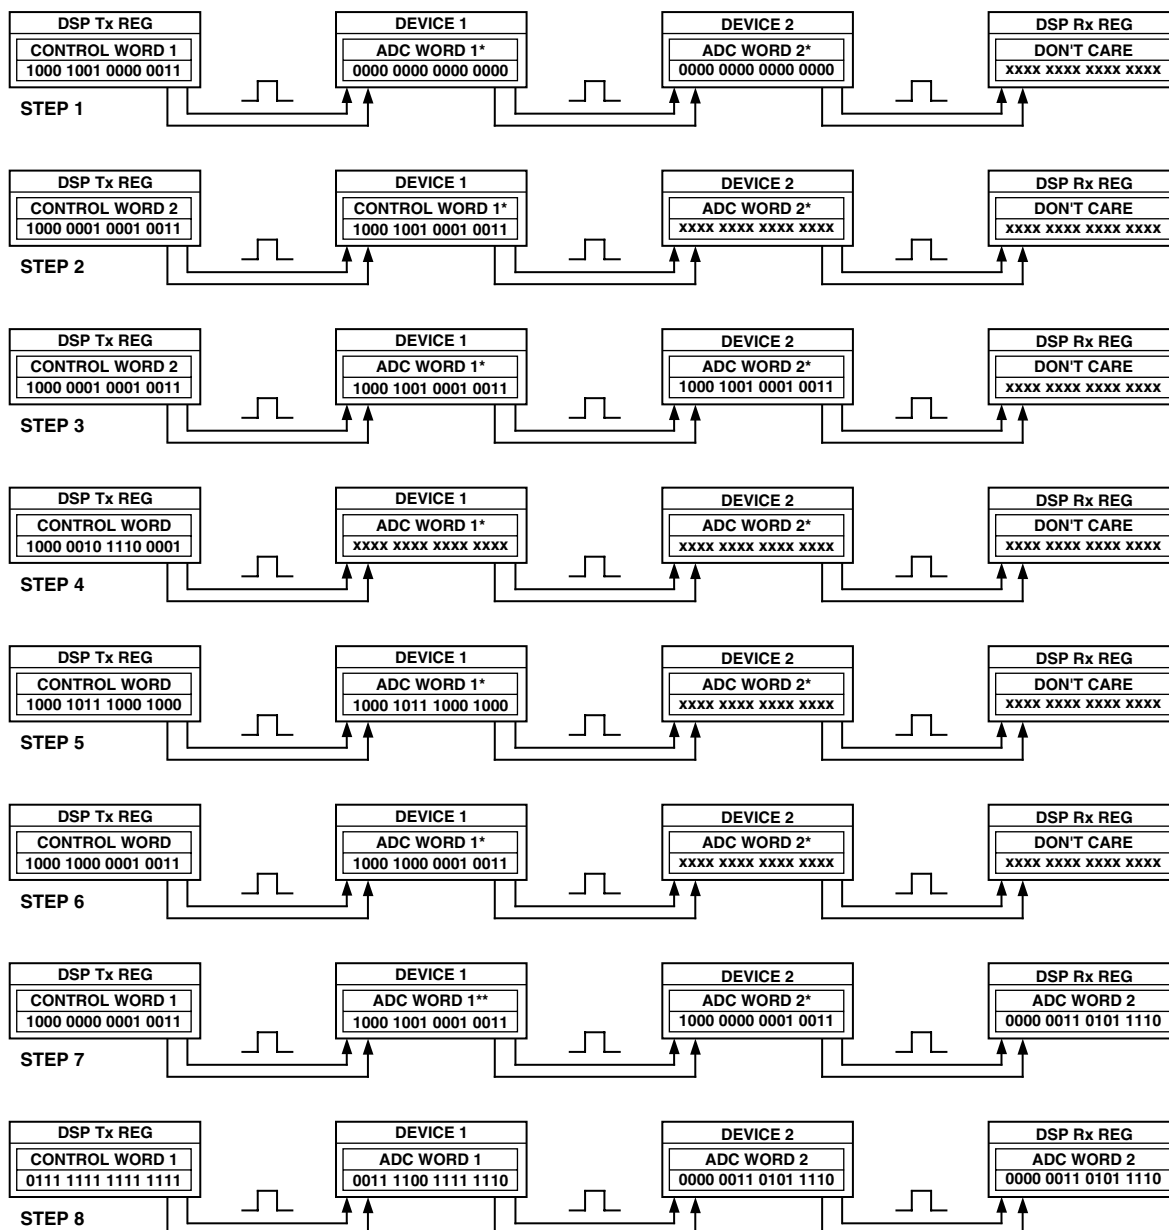 DSP Tx REG DEVICE 1 DEVICE 2 DSP Rx REG
CONTROL WORD 1 ADC WORD 1* ADC WORD 2* DON'T CARE
1000 1001 0000 0011 0000 0000 0000 0000 0000 0000 0000 0000 xxxx xxxx xxxx xxxx
STEP 1
DSP Tx REG DEVICE 1 DEVICE 2 DSP Rx REG
CONTROL WORD 2 CONTROL WORD 1* ADC WORD 2* DON'T CARE
1000 0001 0001 0011 1000 1001 0001 0011 xxxx xxxx xxxx xxxx xxxx xxxx xxxx xxxx
STEP 2
DSP Tx REG DEVICE 1 DEVICE 2 DSP Rx REG
CONTROL WORD 2 ADC WORD 1* ADC WORD 2* DON'T CARE
1000 0001 0001 0011 1000 1001 0001 0011 1000 1001 0001 0011 xxxx xxxx xxxx xxxx
STEP 3
DSP Tx REG DEVICE 1 DEVICE 2 DSP Rx REG
CONTROL WORD ADC WORD 1* ADC WORD 2* DON'T CARE
1000 0010 1110 0001 xxxx xxxx xxxx xxxx xxxx xxxx xxxx xxxx xxxx xxxx xxxx xxxx
STEP 4
DSP Tx REG DEVICE 1 DEVICE 2 DSP Rx REG
CONTROL WORD ADC WORD 1* ADC WORD 2* DON'T CARE
1000 1011 1000 1000 1000 1011 1000 1000 xxxx xxxx xxxx xxxx xxxx xxxx xxxx xxxx
STEP 5
DSP Tx REG DEVICE 1 DEVICE 2 DSP Rx REG
CONTROL WORD ADC WORD 1* ADC WORD 2* DON'T CARE
1000 1000 0001 0011 1000 1000 0001 0011 xxxx xxxx xxxx xxxx xxxx xxxx xxxx xxxx
STEP 6
DSP Tx REG DEVICE 1 DEVICE 2 DSP Rx REG
CONTROL WORD 1 ADC WORD 1** ADC WORD 2* ADC WORD 2
1000 0000 0001 0011 1000 1001 0001 0011 1000 0000 0001 0011 0000 0011 0101 1110
STEP 7
DSP Tx REG DEVICE 1 DEVICE 2 DSP Rx REG
CONTROL WORD 1 ADC WORD 1 ADC WORD 2 ADC WORD 2
0111 1111 1111 1111 0011 1100 1111 1110 0000 0011 0101 1110 0000 0011 0101 1110
STEP 8